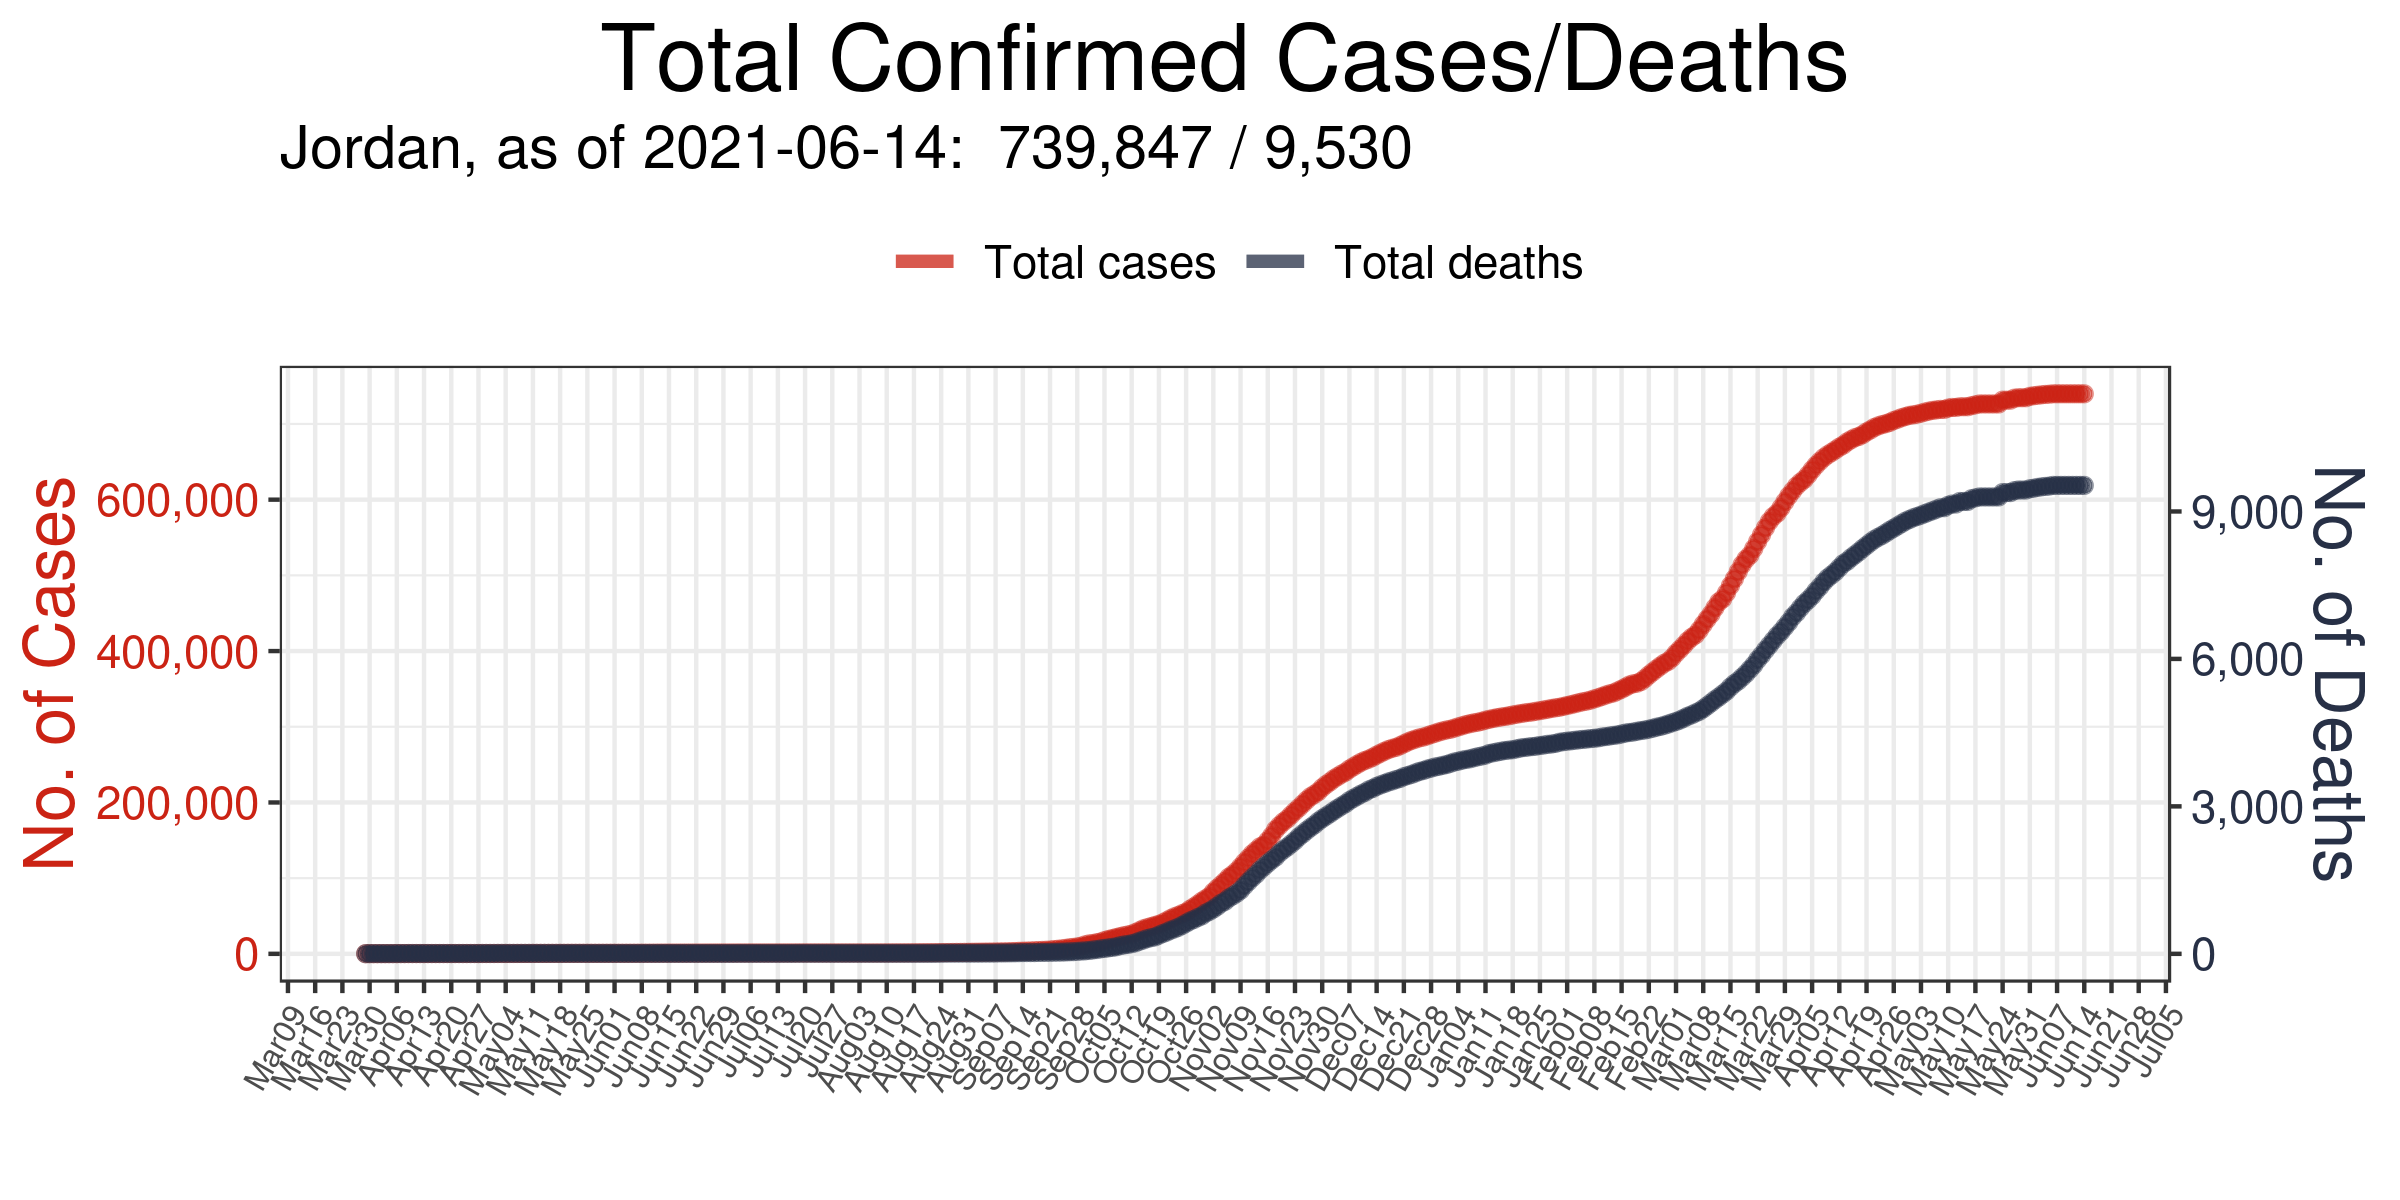 Total Confirmed Cases/Deaths
Jordan, as of 2021-06-14:  739,847 / 9,530
Total cases
Total deaths
No. of Cases
600,000
400,000
200,000
0
9,000
6,000
3,000
0
No. of Deaths
Mar09
Mar16
Mar23
Mar30
Apr06
Apr13
Apr20
Apr27
May04
May11
May18
May25
Jun01
Jun08
Jun15
Jun22
Jun29
Jul06
Jul13
Jul20
Jul27
Aug03
Aug10
Aug17
Aug24
Aug31
Sep07
Sep14
Sep21
Sep28
Oct05
Oct12
Oct19
Oct26
Nov02
Nov09
Nov16
Nov23
Nov30
Dec07
Dec14
Dec21
Dec28
Jan04
Jan11
Jan18
Jan25
Feb01
Feb08
Feb15
Feb22
Mar01
Mar08
Mar15
Mar22
Mar29
Apr05
Apr12
Apr19
Apr26
May03
May10
May17
May24
May31
Jun07
Jun14
Jun21
Jun28
Jul05